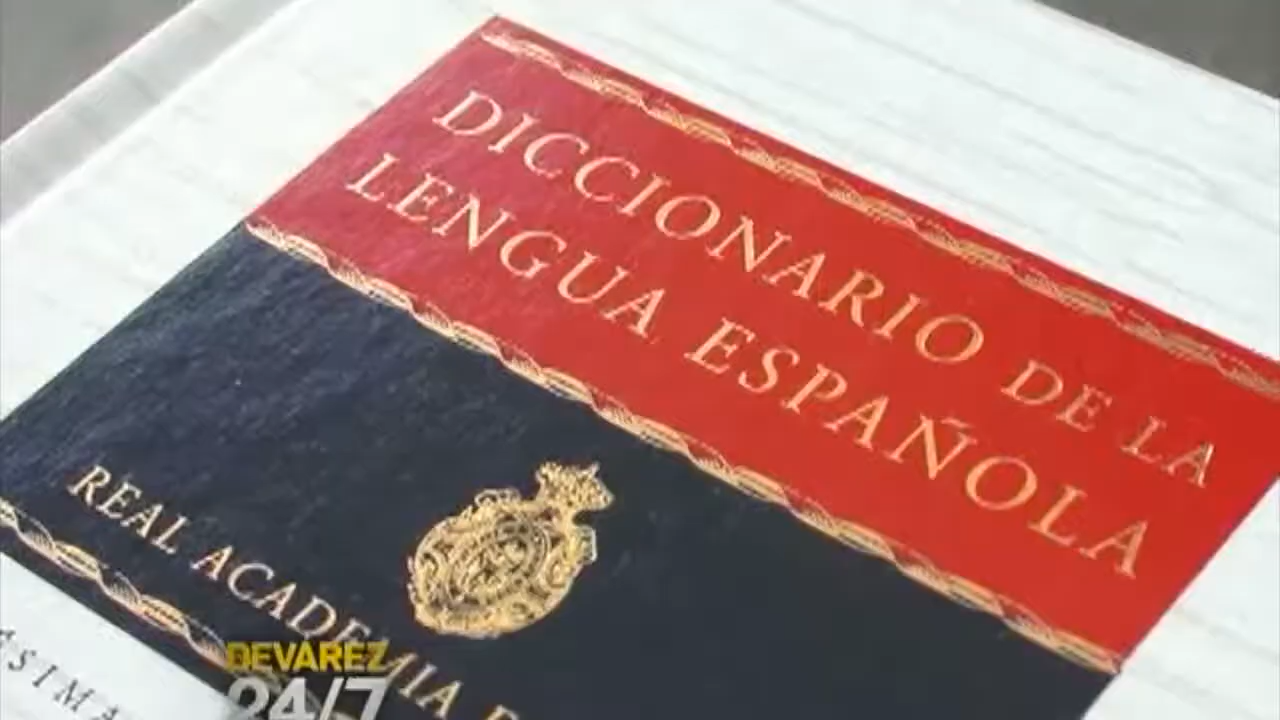 DICCIONARIO DE LA
LENGUA ESPAÑOLA
REAL ACADEMIA
DEVAREZ
24/7